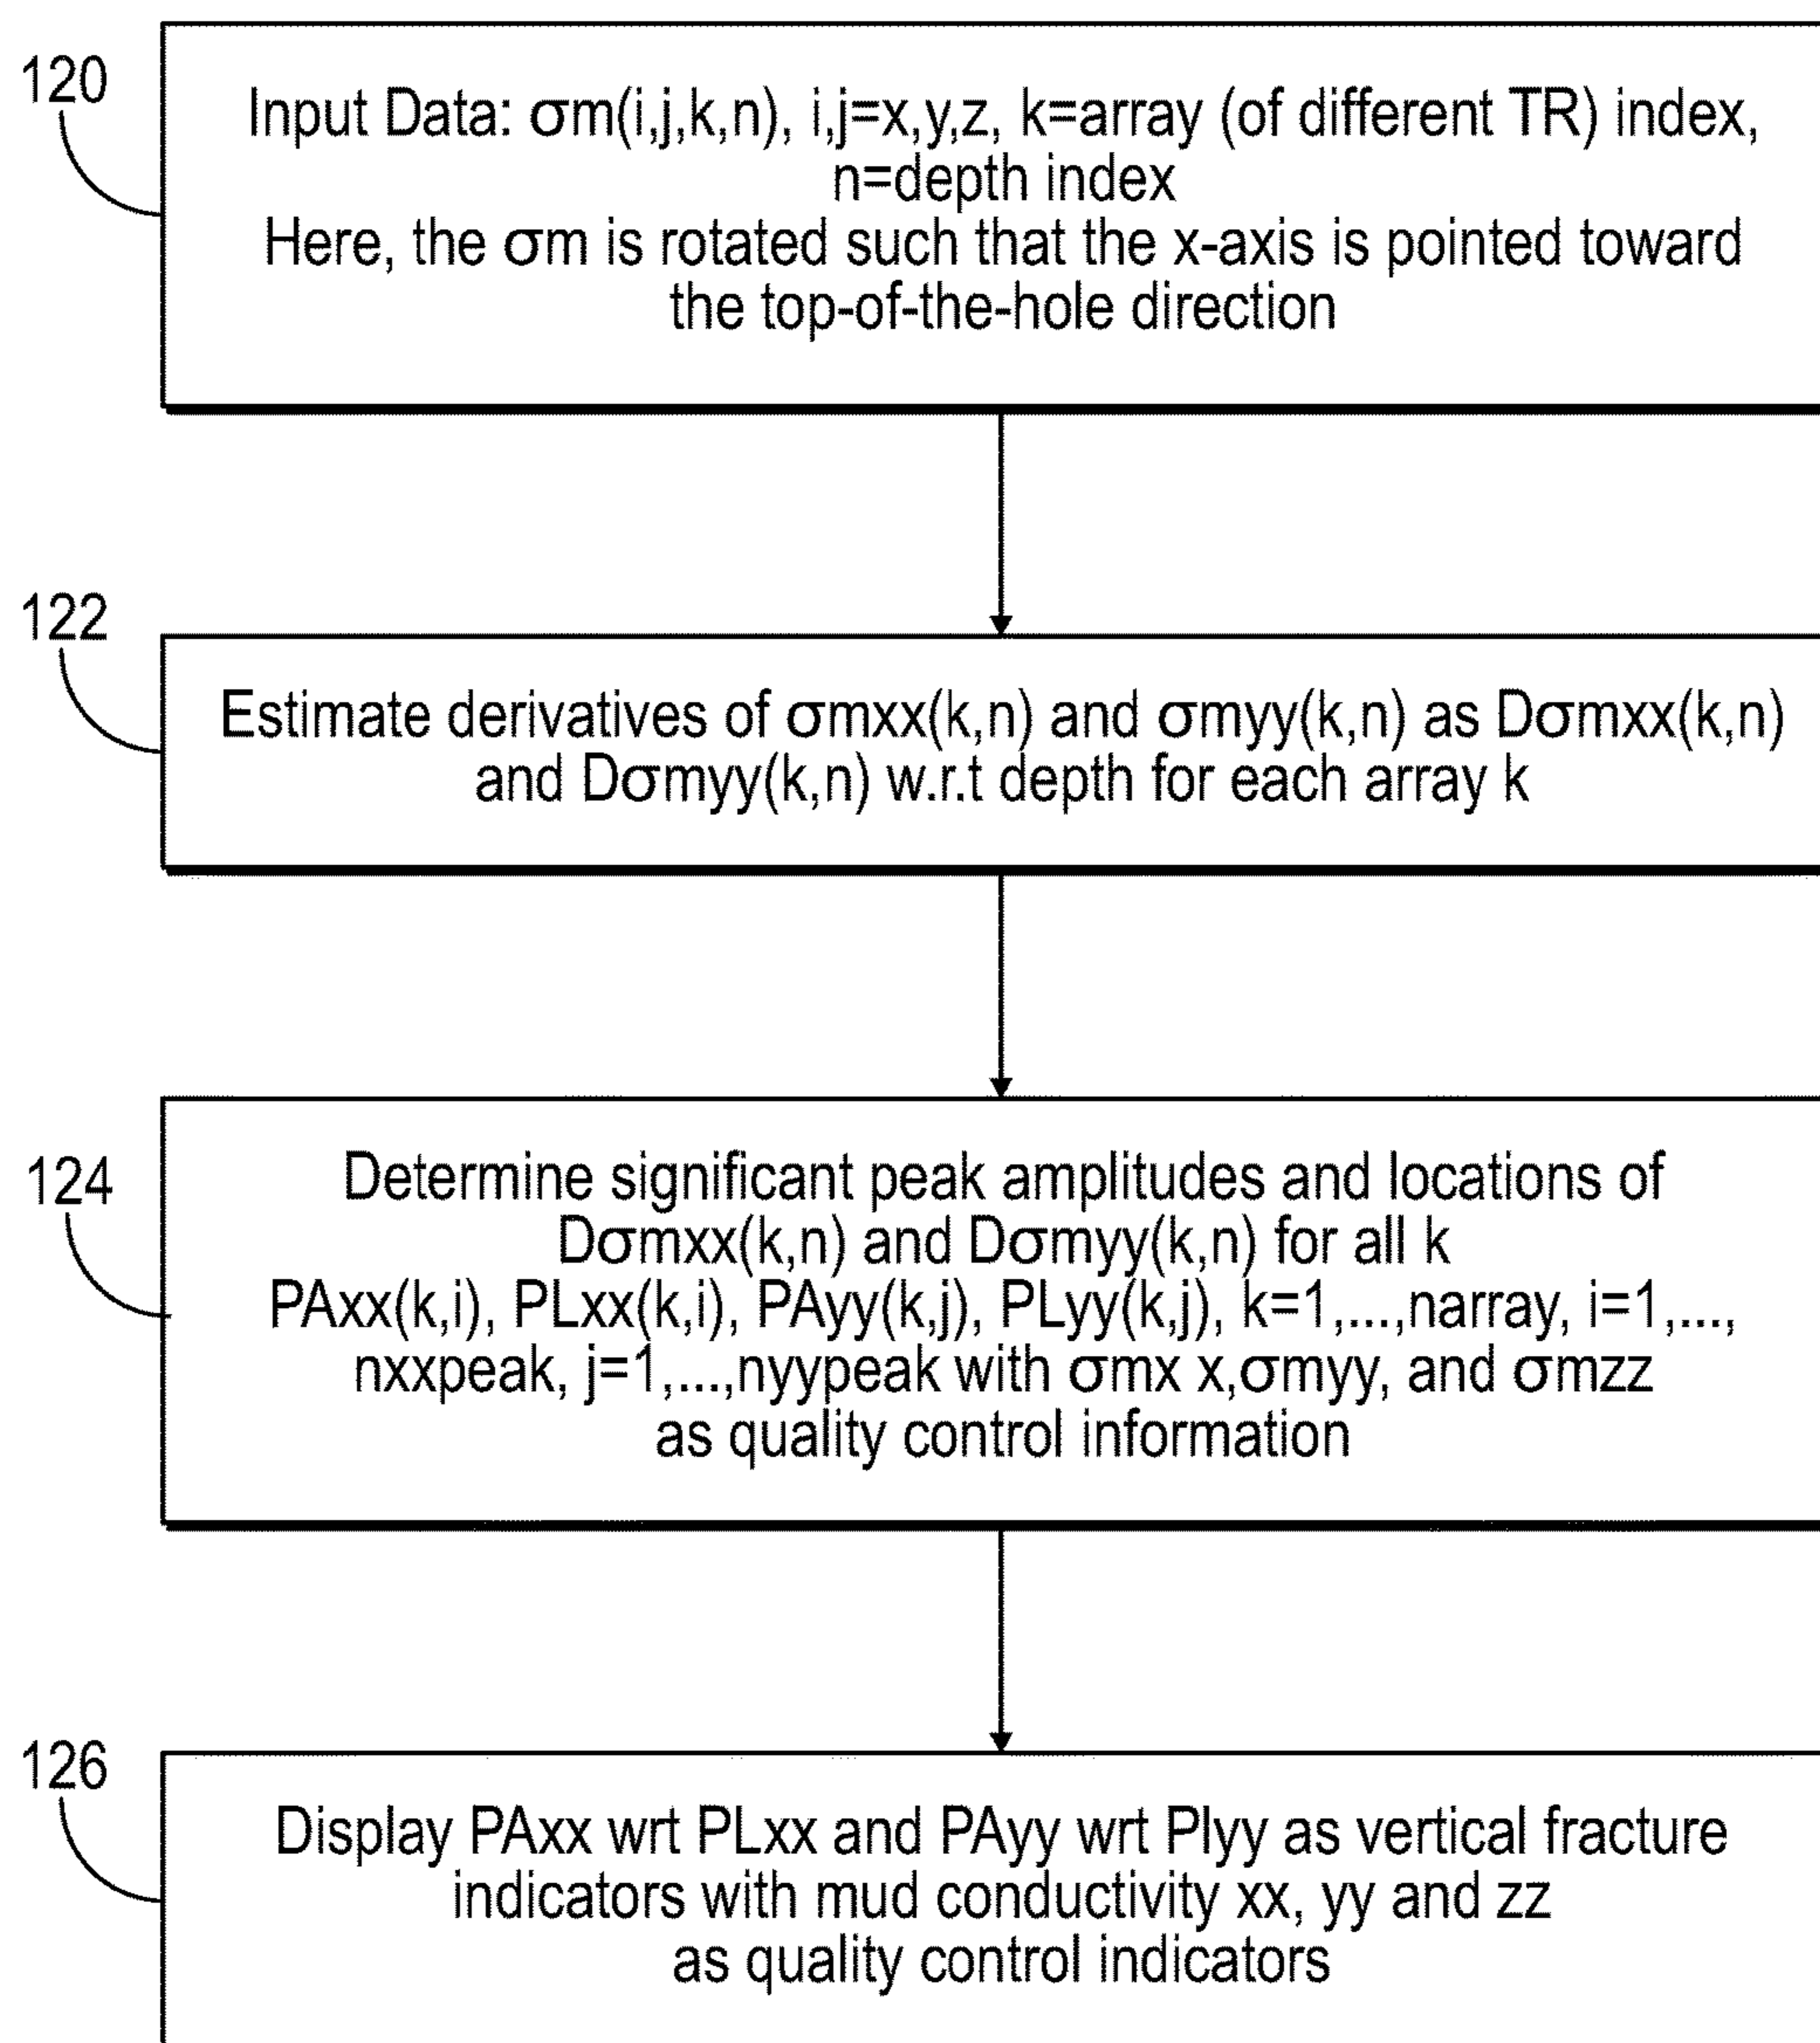 120
Input Data: σm(i,j,k,n), i,j=x,y,z, k=array (of different TR) index,
n=depth index
Here, the σm is rotated such that the x-axis is pointed toward
the top-of-the-hole direction
122
Estimate derivatives of σmxx(k,n) and σmyy(k,n) as Dσmxx(k,n)
and Dσmyy(k,n) w.r.t depth for each array k
124
Determine significant peak amplitudes and locations of
Dσmxx(k,n) and Dσmyy(k,n) for all k
PAxx(k,i), PLxx(k,i), PAyy(k,j), PLyy(k,j), k=1,...,narray, i=1,...,
nxxpeak, j=1,...,nyypeak with σmx x,σmyy, and σmzz
as quality control information
126
Display PAxx wrt PLxx and PAyy wrt Plyy as vertical fracture
indicators with mud conductivity xx, yy and zz
as quality control indicators